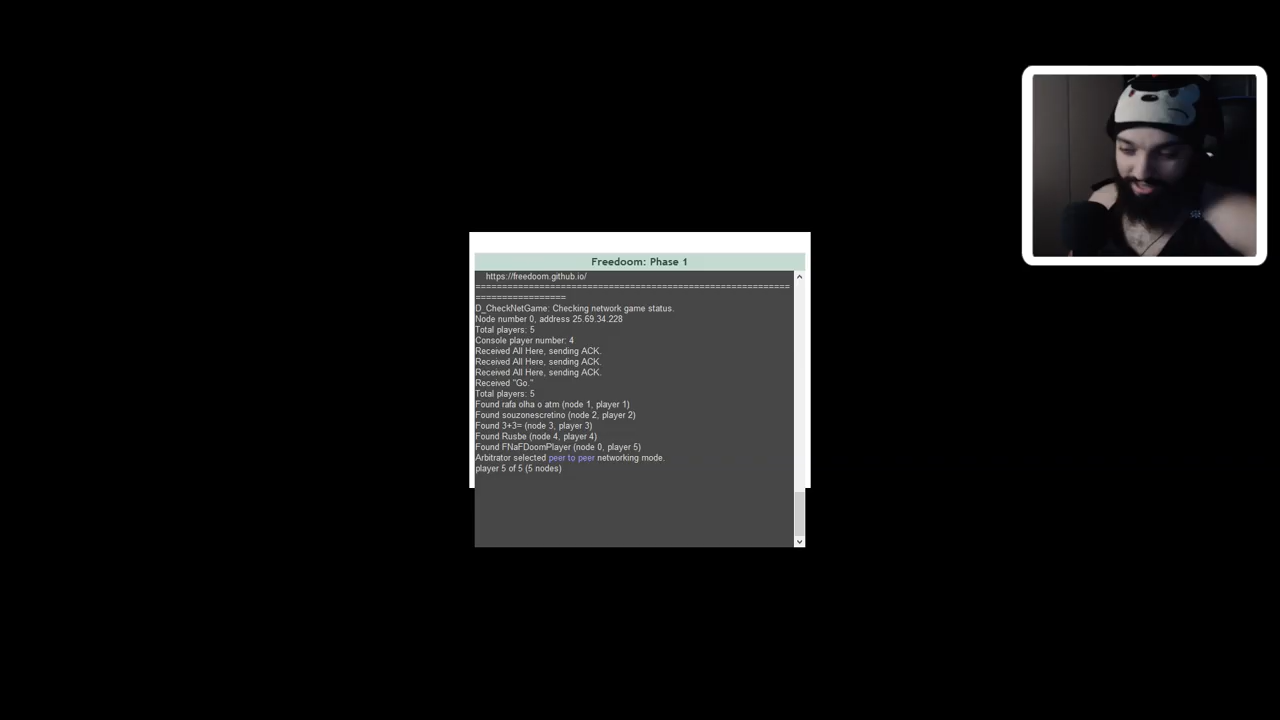 Freedoom: Phase 1
https://freedoom.github.io/
===========================================================
=================
D_CheckNetGame: Checking network game status.
Node number 0, address 25.69.34.228
Total players: 5
Console player number: 4
Received All Here, sending ACK.
Received All Here, sending ACK.
Received All Here, sending ACK.
Received "Go."
Total players: 5
Found rafa olha o atm (node 1, player 1)
Found souzonescretino (node 2, player 2)
Found 3+3= (node 3, player 3)
Found Rusbe (node 4, player 4)
Found FNaFDoomPlayer (node 0, player 5)
Arbitrator selected peer to peer networking mode.
player 5 of 5 (5 nodes)